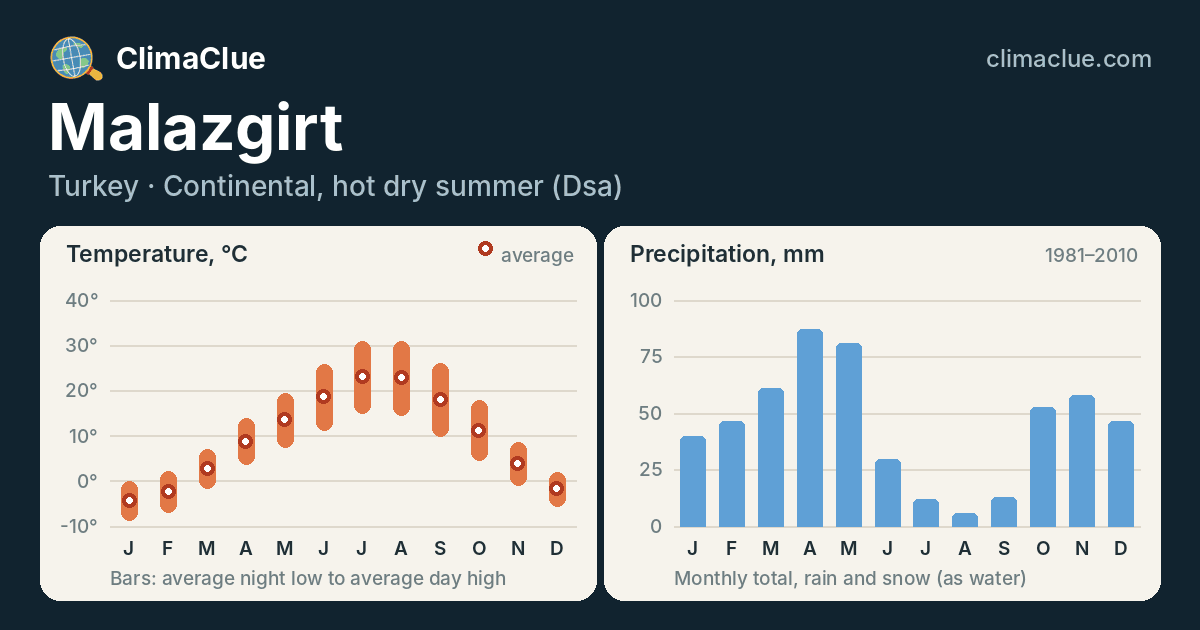 ClimaClue
climaclue.com
Malazgirt
Turkey · Continental, hot dry summer (Dsa)
Temperature, °C
average
40°
30°
20°
10°
0°
-10°
J F M A M J J A S O N D
Bars: average night low to average day high
Precipitation, mm
1981–2010
100
75
50
25
0
J F M A M J J A S O N D
Monthly total, rain and snow (as water)